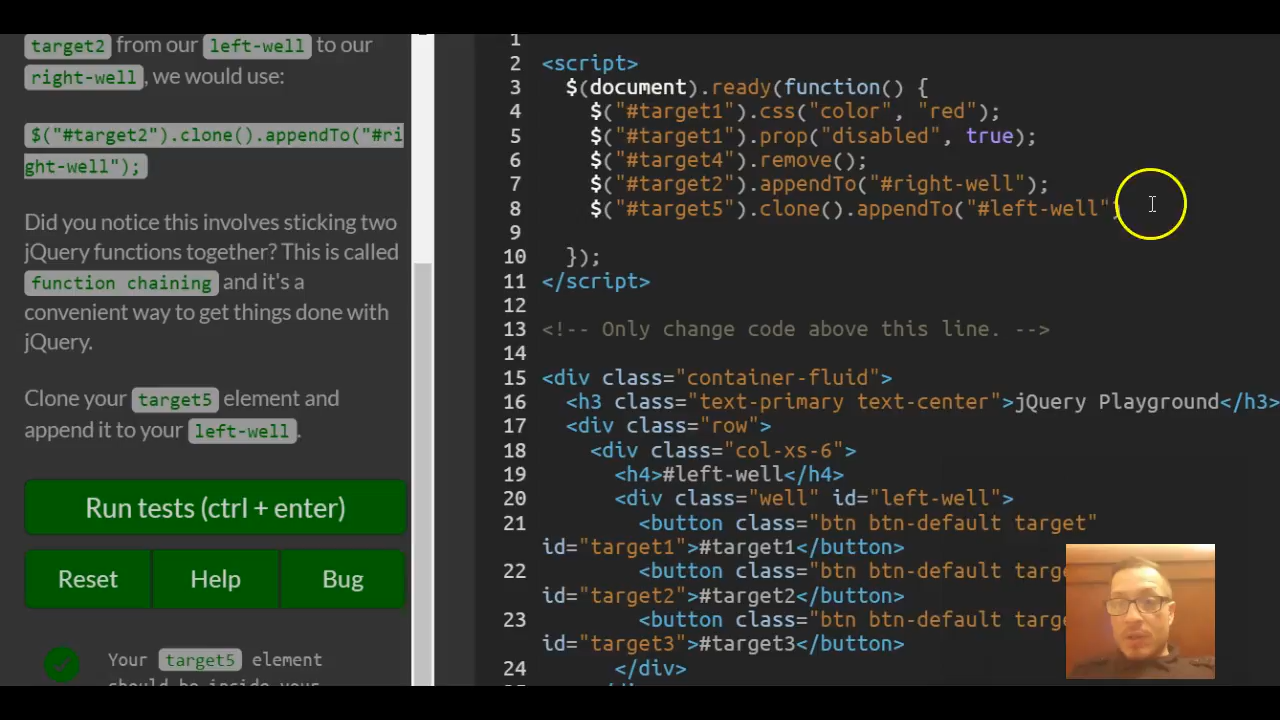 target2 from our left-well to our
right-well, we would use:
$("#target2").clone().appendTo("#ri
ght-well");
Did you notice this involves sticking two
jQuery functions together? This is called
function chaining and it's a
convenient way to get things done with
jQuery.
Clone your target5 element and
append it to your left-well.
Run tests (ctrl + enter)
Reset Help Bug
Your target5 element
should be inside your
1
2 <script>
3 $(document).ready(function() {
4 $("#target1").css("color", "red");
5 $("#target1").prop("disabled", true);
6 $("#target4").remove();
7 $("#target2").appendTo("#right-well");
8 $("#target5").clone().appendTo("#left-well";
9
10 });
11 </script>
12
13 <!-- Only change code above this line. -->
14
15 <div class="container-fluid">
16 <h3 class="text-primary text-center">jQuery Playground</h3>
17 <div class="row">
18 <div class="col-xs-6">
19 <h4>#left-well</h4>
20 <div class="well" id="left-well">
21 <button class="btn btn-default target"
id="target1">#target1</button>
22 <button class="btn btn-default targe
id="target2">#target2</button>
23 <button class="btn btn-default targe
id="target3">#target3</button>
24 </div>